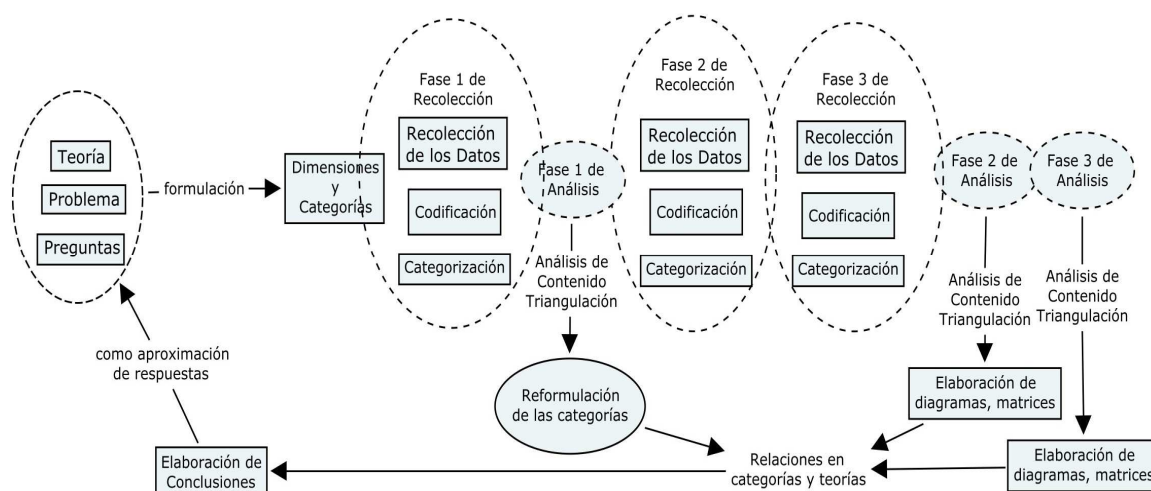 Teoría
Problema
Preguntas
formulación
Dimensiones
y
Categorías
Fase 1 de
Recolección
Recolección
de los Datos
Codificación
Categorización
Fase 1 de
Análisis
Análisis de
Contenido
Triangulación
Reformulación
de las categorías
Fase 2 de
Recolección
Recolección
de los Datos
Codificación
Categorización
Fase 3 de
Recolección
Recolección
de los Datos
Codificación
Categorización
Fase 2 de
Análisis
Análisis de
Contenido
Triangulación
Elaboración de
diagramas, matrices
Fase 3 de
Análisis
Análisis de
Contenido
Triangulación
Elaboración de
diagramas, matrices
Relaciones en
categorías y teorías
Elaboración de
Conclusiones
como aproximación
de respuestas